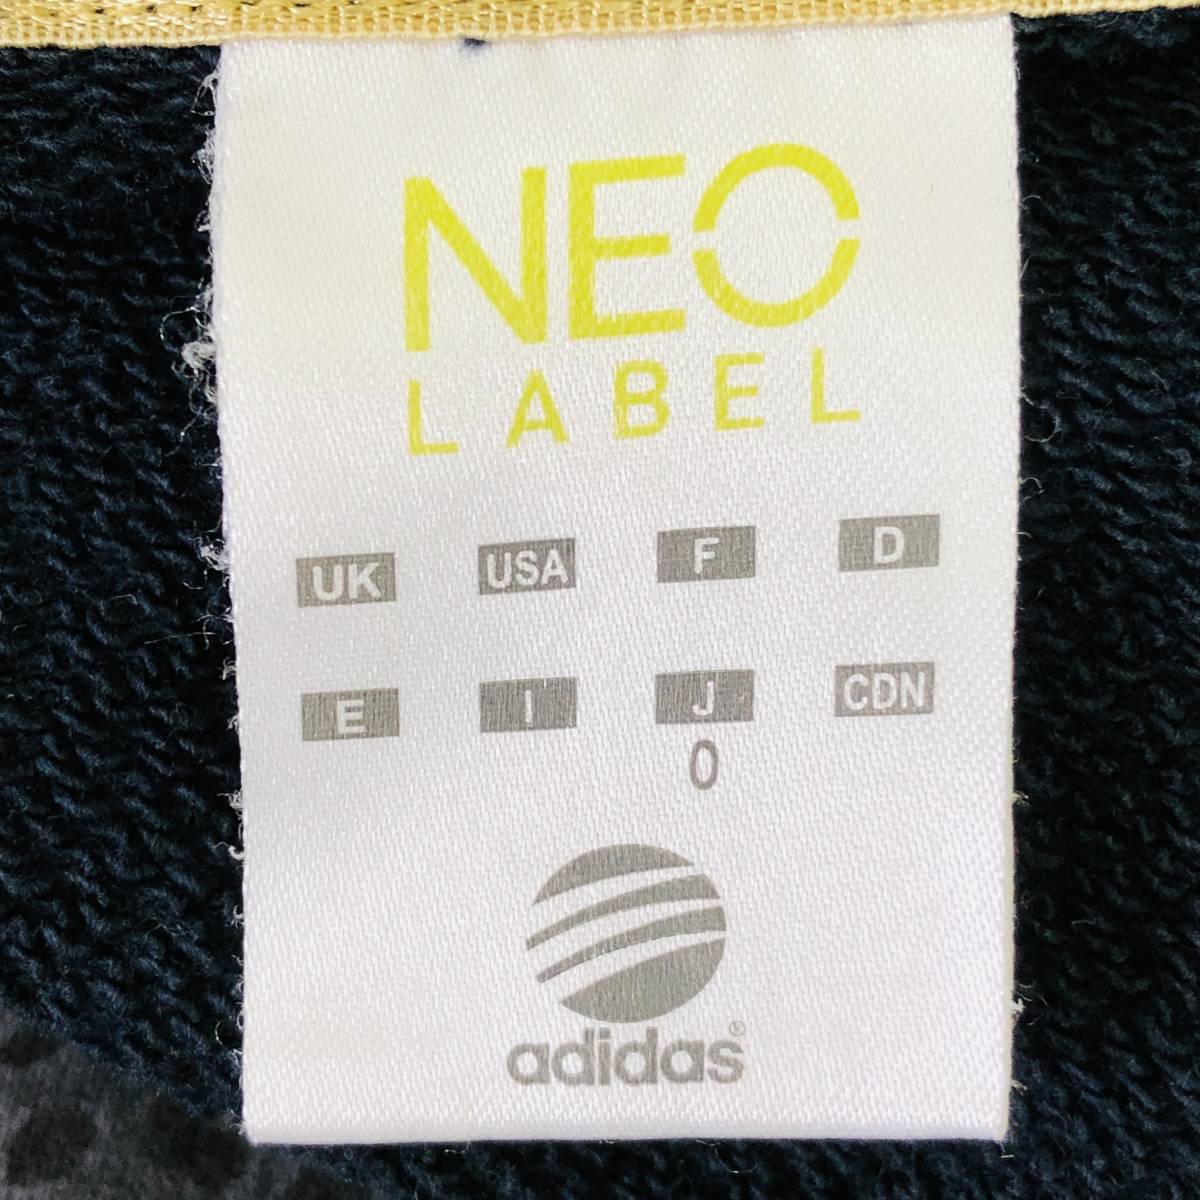 NEO
LABEL
UK USA F D
E I J CDN
O
adidas®